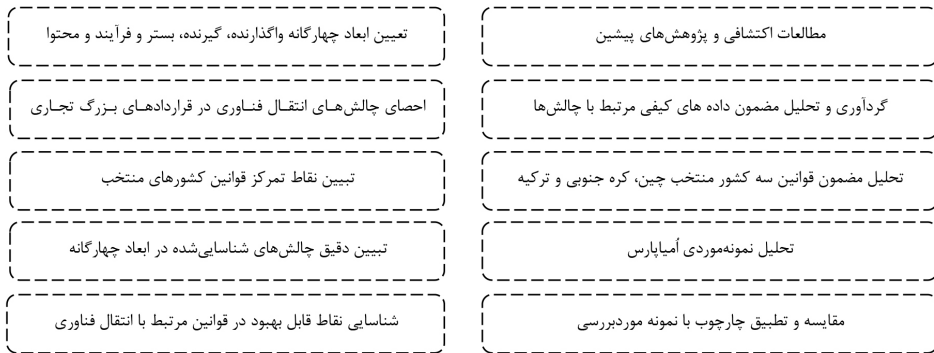 مطالعات اکتشافی و پژوهش‌های پیشین
تعیین ابعاد چهارگانه واگذارنده، گیرنده، بستر و فرآیند و محتوا
گردآوری و تحلیل مضمون داده های کیفی مرتبط با چالش‌ها
احصای چالش‌های انتقال فناوری در قراردادهای بزرگ تجاری
تحلیل مضمون قوانین سه کشور منتخب چین، کره جنوبی و ترکیه
تبیین نقاط تمرکز قوانین کشورهای منتخب
تحلیل نمونه‌موردی اُمیاپارس
تبیین دقیق چالش‌های شناسایی‌شده در ابعاد چهارگانه
مقایسه و تطبیق چارچوب با نمونه موردبررسی
شناسایی نقاط قابل بهبود در قوانین مرتبط با انتقال فناوری